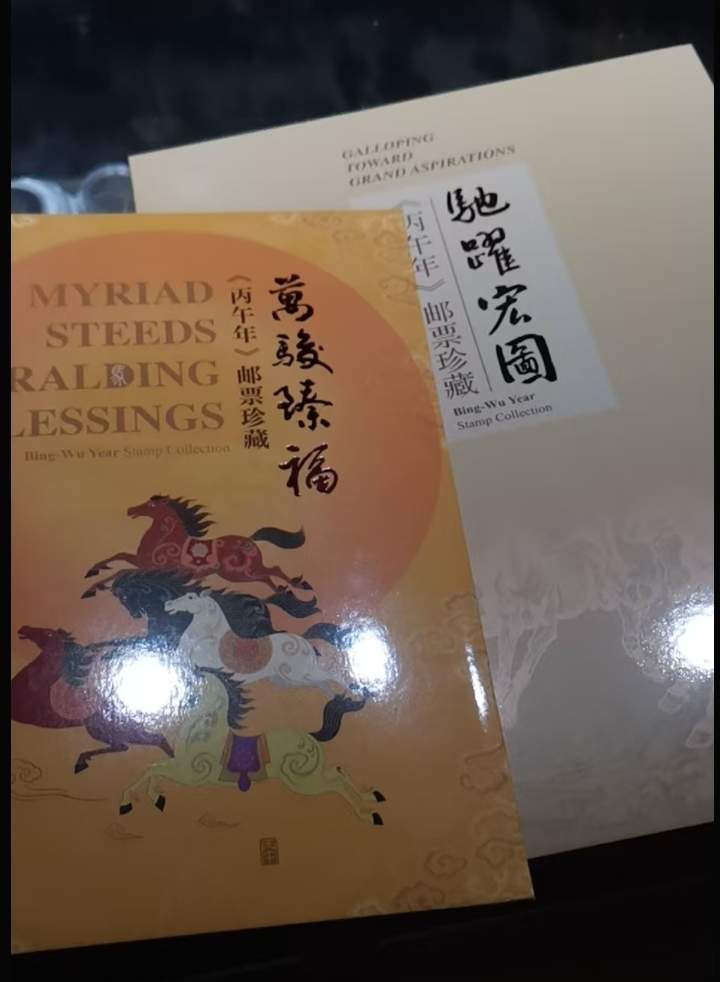 GALLOPING
TOWARD
GRAND ASPIRATIONS
馳躍宏圖
《丙午年》邮票珍藏
Bing-Wu Year
Stamp Collection
MYRIAD
STEEDS
RALDING
LESSINGS
Bing-Wu Year Stamp Collection
《丙午年》邮票珍藏
萬駿臻福